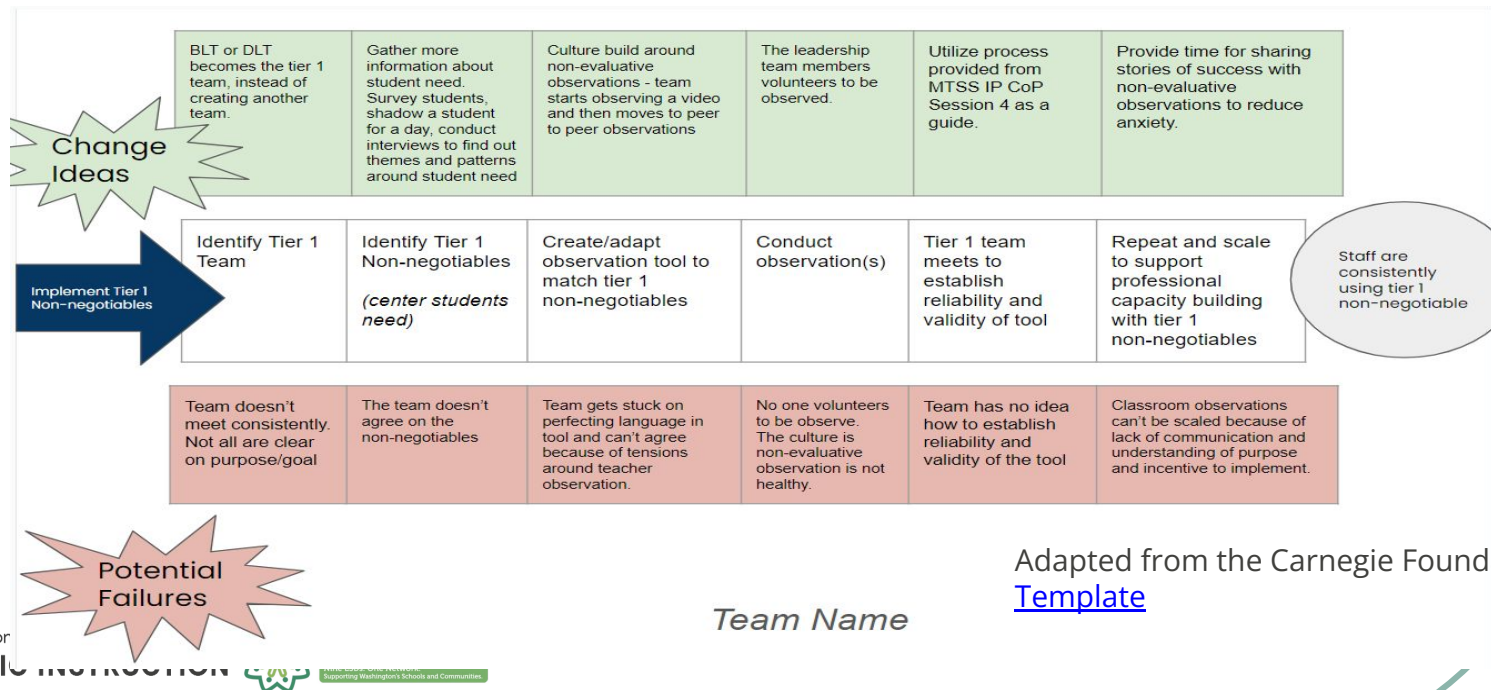 BLT or DLT
becomes the tier 1
team, instead of
creating another
team.
Gather more
information about
student need.
Survey students,
shadow a student
for a day, conduct
interviews to find out
themes and patterns
around student need
Culture build around
non-evaluative
observations - team
starts observing a video
and then moves to peer
to peer observations
The leadership
team members
volunteers to be
observed.
Utilize process
provided from
MTSS IP CoP
Session 4 as a
guide.
Provide time for sharing
stories of success with
non-evaluative
observations to reduce
anxiety.
Change
Ideas
Implement Tier 1
Non-negotiables
Identify Tier 1
Team
Identify Tier 1
Non-negotiables
(center students
need)
Create/adapt
observation tool to
match tier 1
non-negotiables
Conduct
observation(s)
Tier 1 team
meets to
establish
reliability and
validity of tool
Repeat and scale
to support
professional
capacity building
with tier 1
non-negotiables
Staff are
consistently
using tier 1
non-negotiable
Team doesn't
meet consistently.
Not all are clear
on purpose/goal
The team doesn't
agree on the
non-negotiables
Team gets stuck on
perfecting language in
tool and can't agree
because of tensions
around teacher
observation.
No one volunteers
to be observe.
The culture is
non-evaluative
observation is not
healthy.
Team has no idea
how to establish
reliability and
validity of the tool
Classroom observations
can't be scaled because of
lack of communication and
understanding of purpose
and incentive to implement.
Potential
Failures
Adapted from the Carnegie Found
Template
Team Name
INSTRUCTION
Supporting Washington's Schools and Communities.